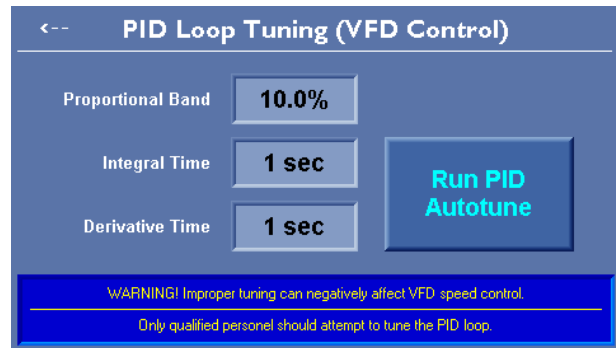 <-- PID Loop Tuning (VFD Control)
Proportional Band 10.0%
Integral Time 1 sec
Run PID
Autotune
Derivative Time 1 sec
WARNING! Improper tuning can negatively affect VFD speed control.
Only qualified personel should attempt to tune the PID loop.